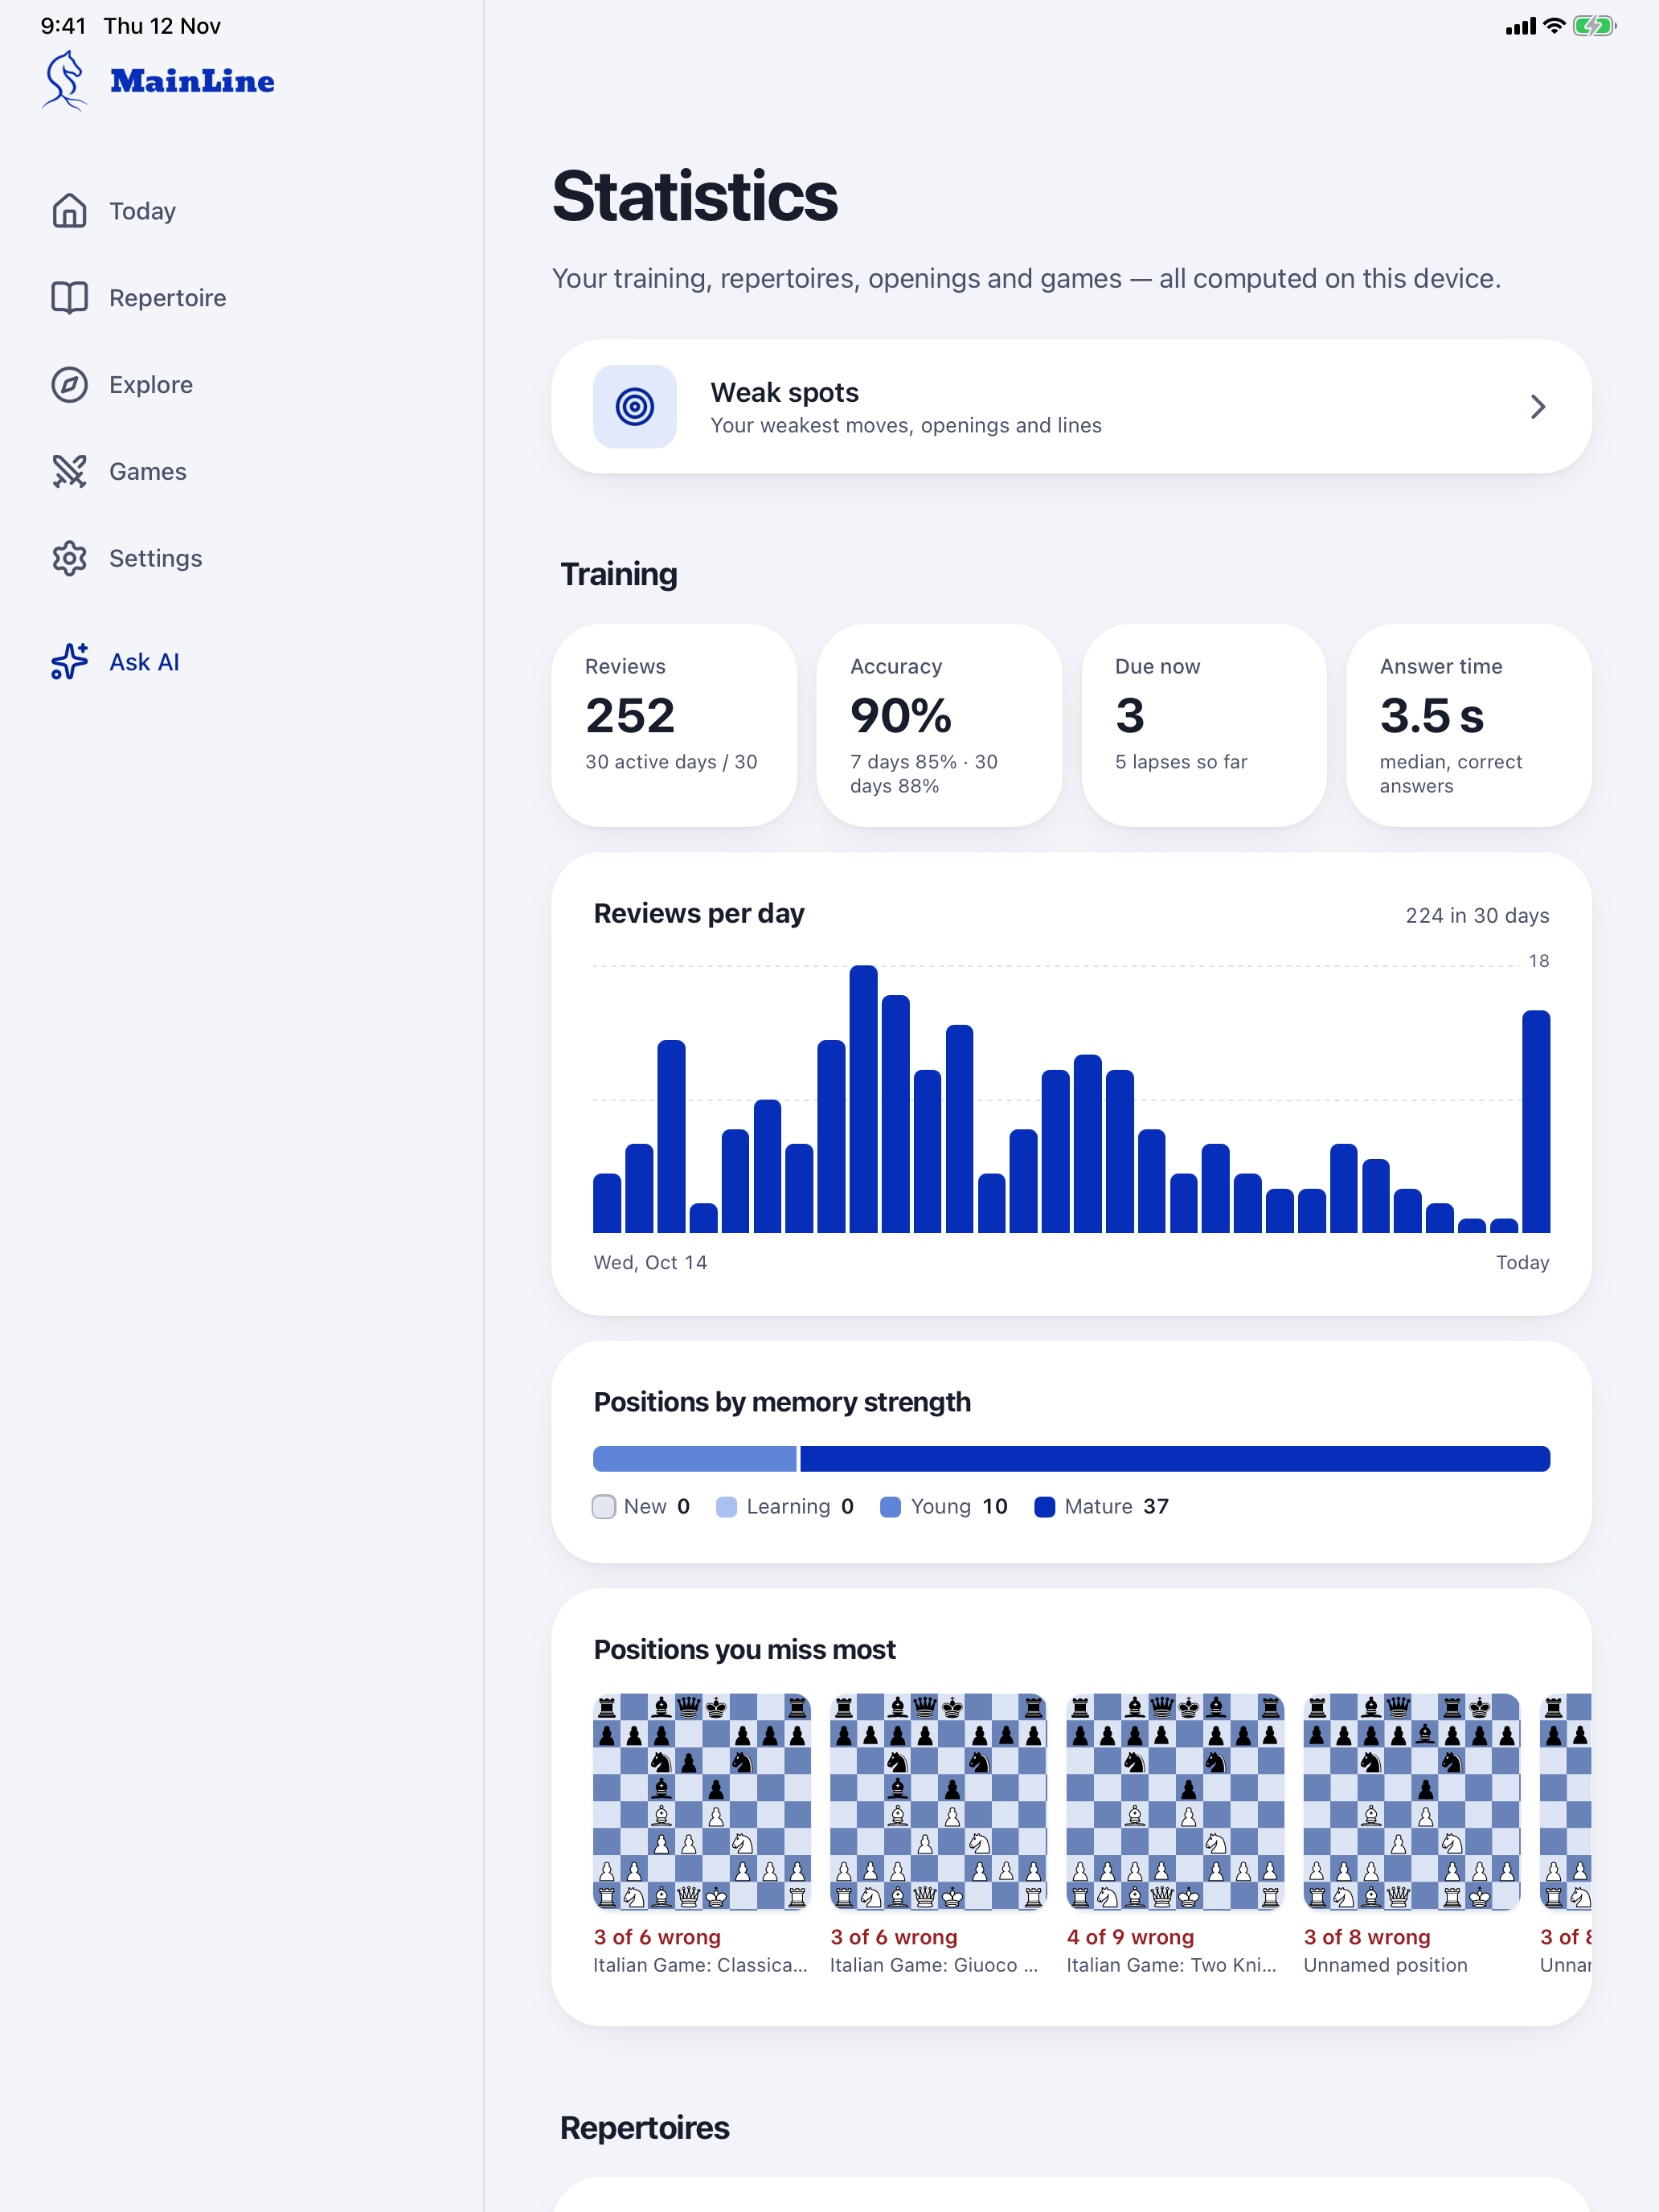 9:41 Thu 12 Nov
MainLine
Today
Repertoire
Explore
Games
Settings
Ask AI
Statistics
Your training, repertoires, openings and games — all computed on this device.
Weak spots
Your weakest moves, openings and lines
Training
Reviews
252
30 active days / 30
Accuracy
90%
7 days 85% · 30
days 88%
Due now
3
5 lapses so far
Answer time
3.5 s
median, correct
answers
Reviews per day
224 in 30 days
18
Wed, Oct 14
Today
Positions by memory strength
New 0
Learning 0
Young 10
Mature 37
Positions you miss most
3 of 6 wrong
Italian Game: Classica...
3 of 6 wrong
Italian Game: Giuoco ...
4 of 9 wrong
Italian Game: Two Kni...
3 of 8 wrong
Unnamed position
3 of 8
Unnar
Repertoires